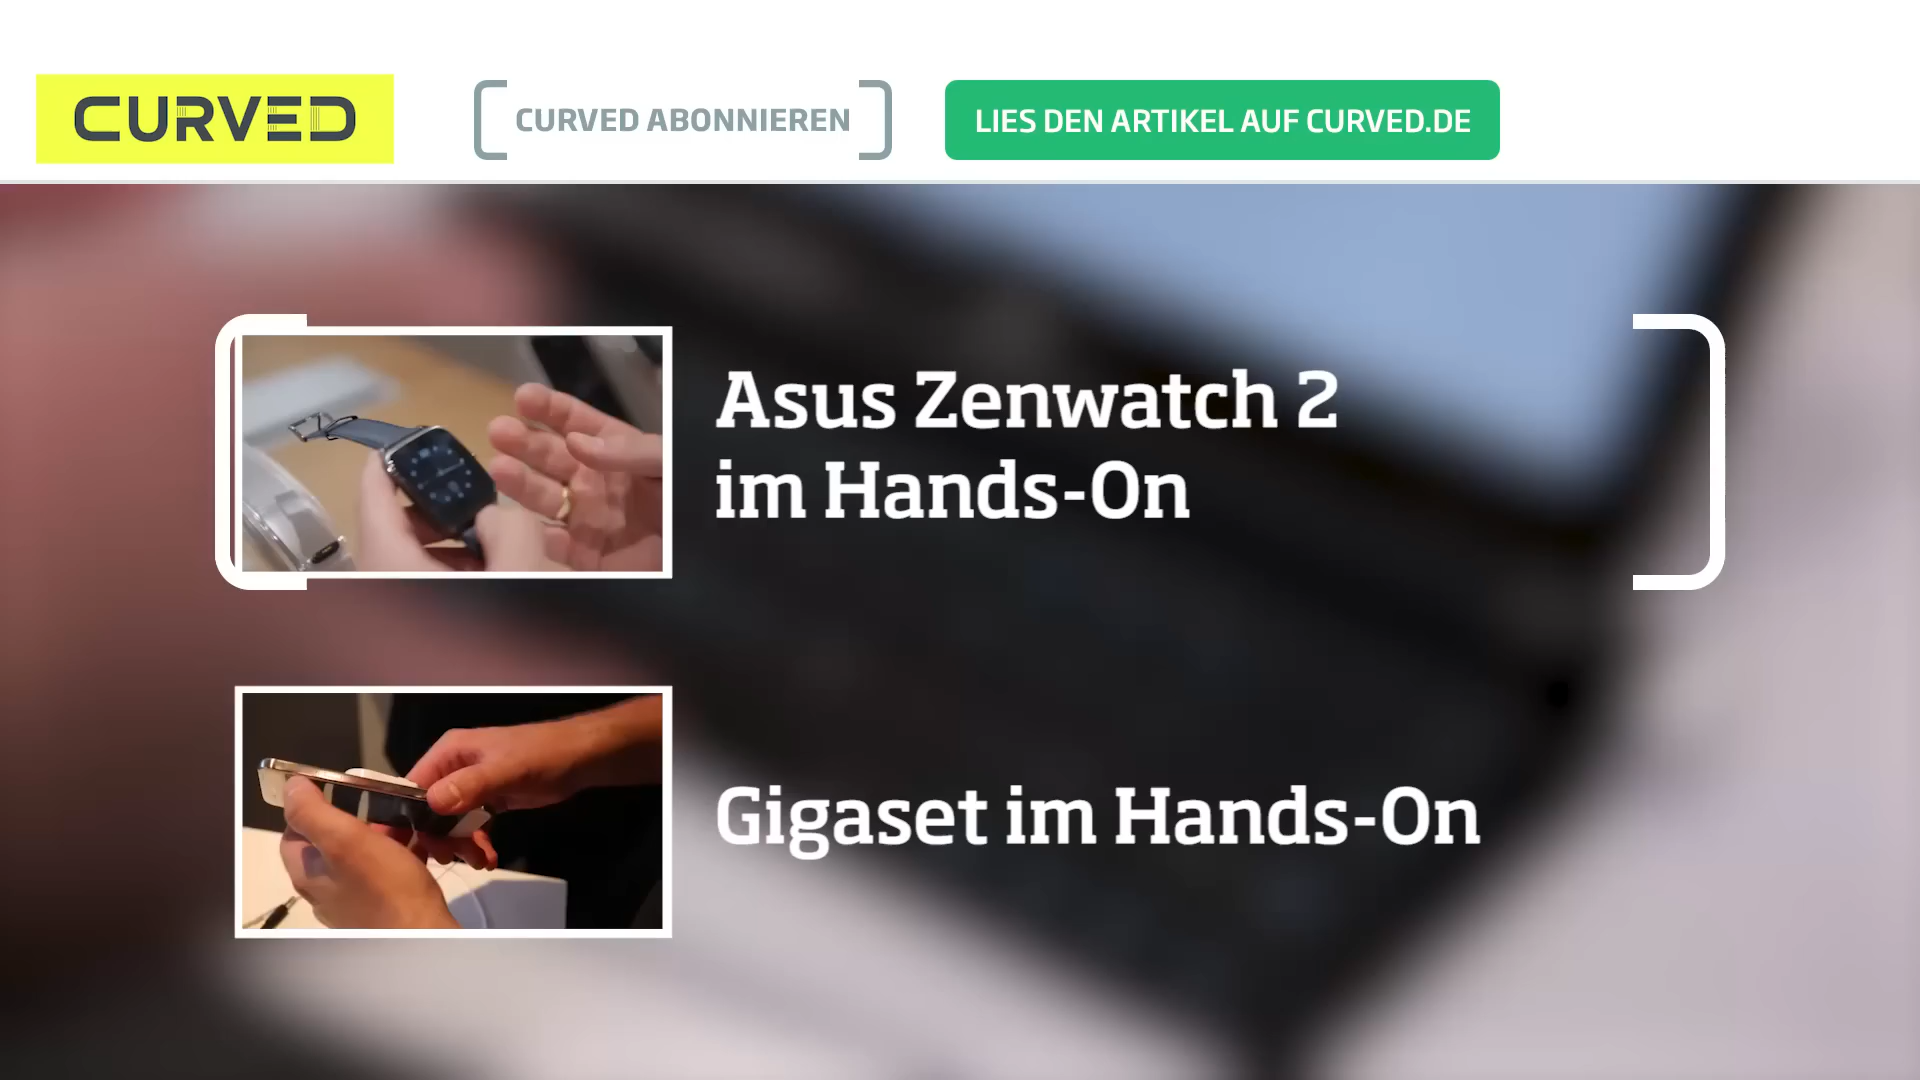 CURVED
CURVED ABONNIEREN
LIES DEN ARTIKEL AUF CURVED.DE
Asus Zenwatch 2
im Hands-On
Gigaset im Hands-On